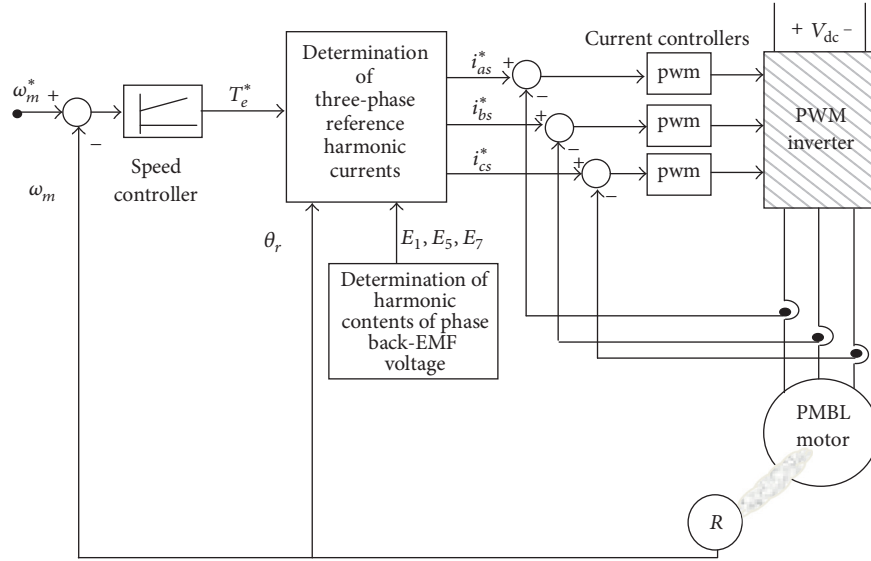 + V_dc −
Current controllers
Determination
of
three-phase
reference
harmonic
currents
i*_as
+
−
pwm
PWM
inverter
ω*_m
+
−
T*_e
i*_bs
+
−
pwm
i*_cs
+
−
pwm
Speed
controller
ω_m
θ_r
E_1, E_5, E_7
Determination of
harmonic
contents of phase
back-EMF
voltage
PMBL
motor
R